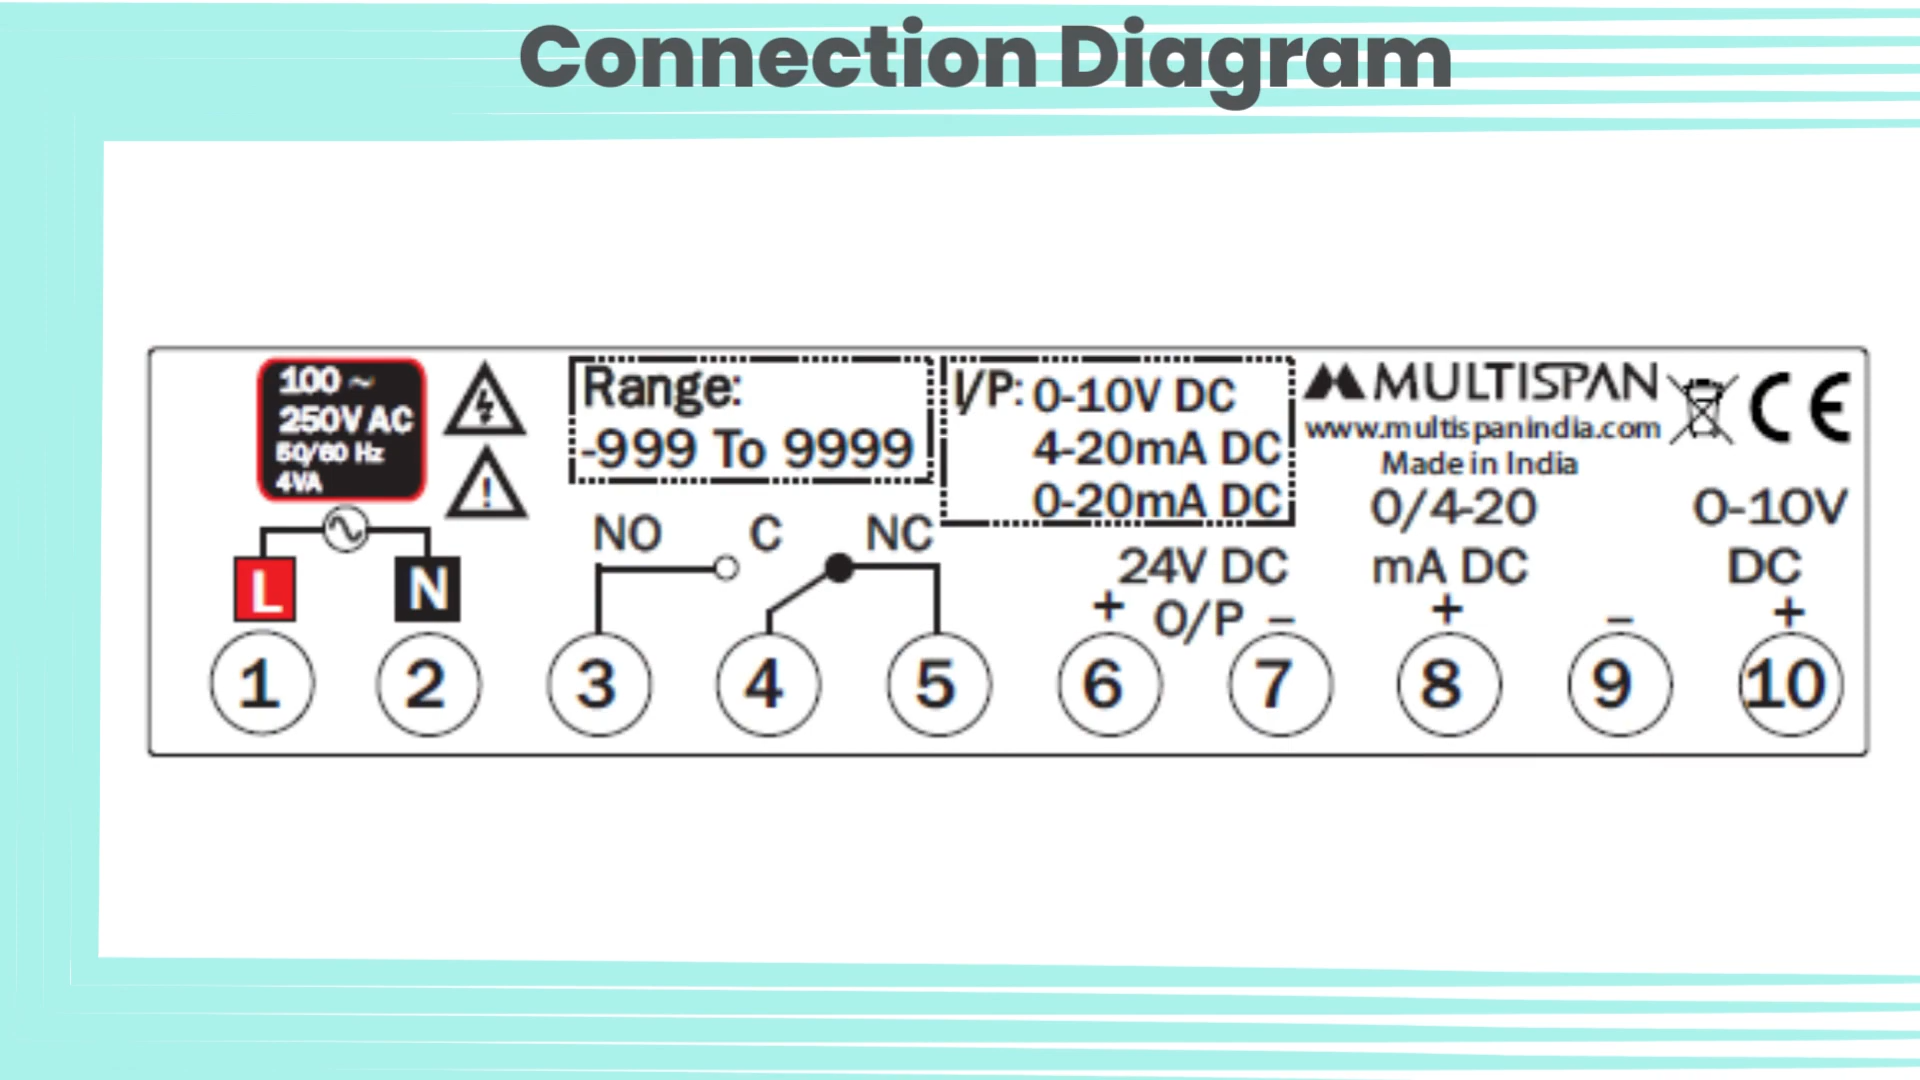 Connection Diagram
100 ~
250V AC
50/60 Hz
4VA
Range:
-999 To 9999
I/P: 0-10V DC
4-20mA DC
0-20mA DC
MULTISPAN
www.multispanindia.com
Made in India
CE
L
N
NO C NC
24V DC
+ O/P –
0/4-20
mA DC
+
–
0-10V
DC
+
1 2 3 4 5 6 7 8 9 10